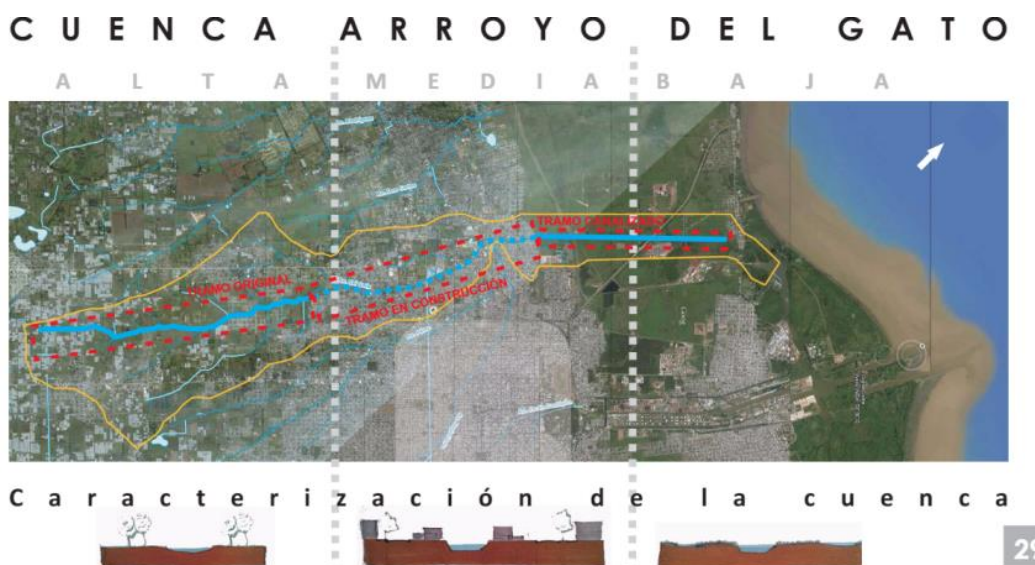 CUENCA ARROYO DEL GATO
ALTA MEDIA BAJA
TRAMO CANALIZADO
TRAMO ORIGINAL
TRAMO EN CONSTRUCCIÓN
Caracterización de la cuenca
29